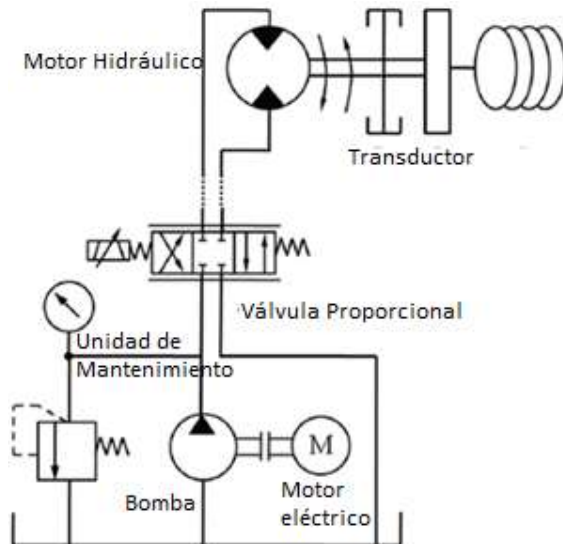 Motor Hidráulico
Transductor
Válvula Proporcional
Unidad de
Mantenimiento
M
Bomba
Motor
eléctrico